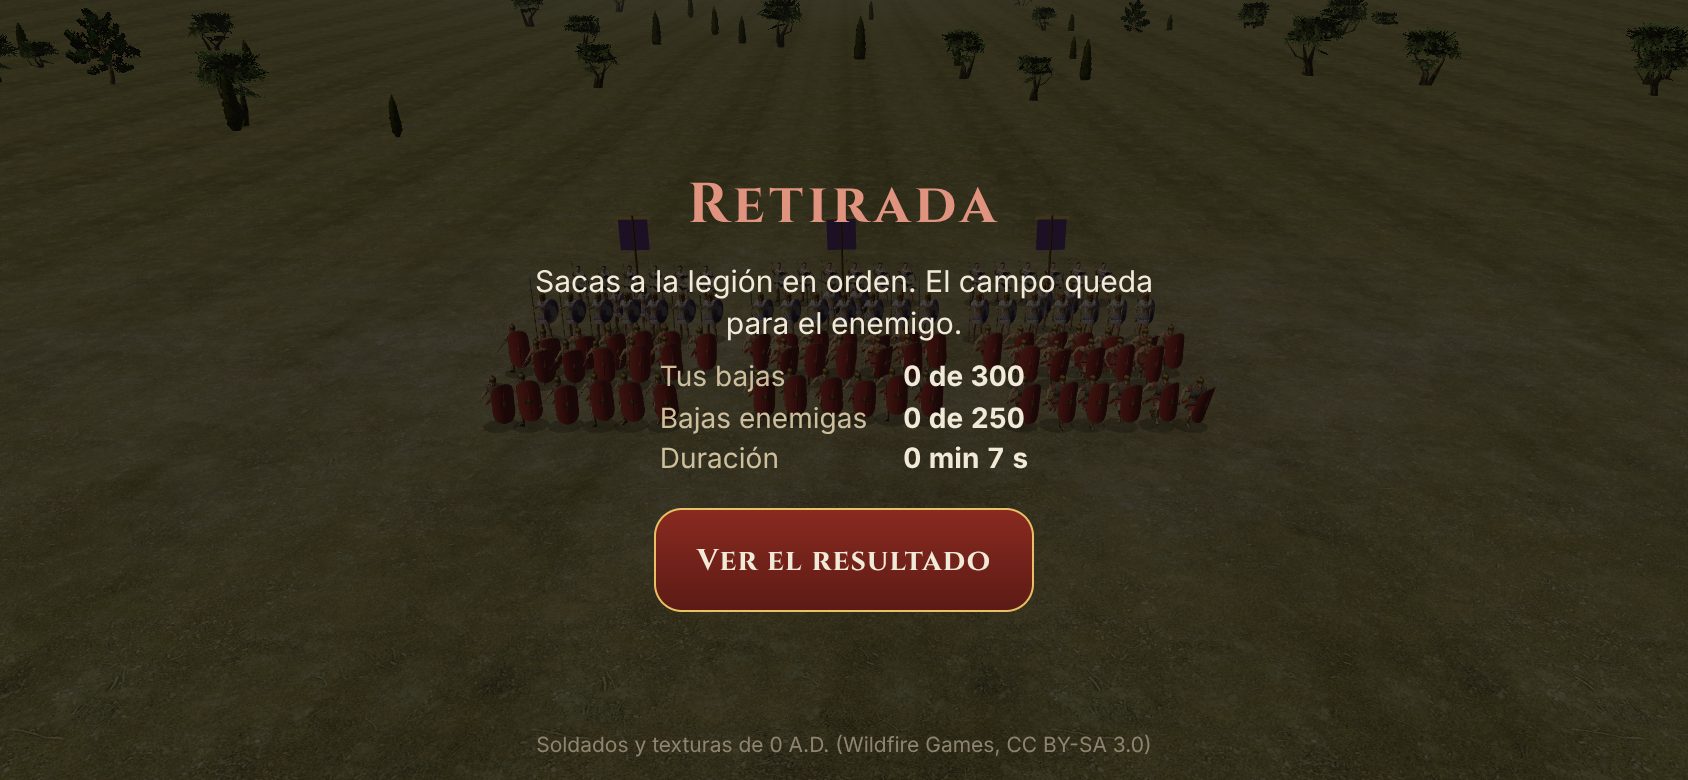 Retirada
Sacas a la legión en orden. El campo queda
para el enemigo.
Tus bajas 0 de 300
Bajas enemigas 0 de 250
Duración 0 min 7 s
Ver el resultado
Soldados y texturas de 0 A.D. (Wildfire Games, CC BY-SA 3.0)